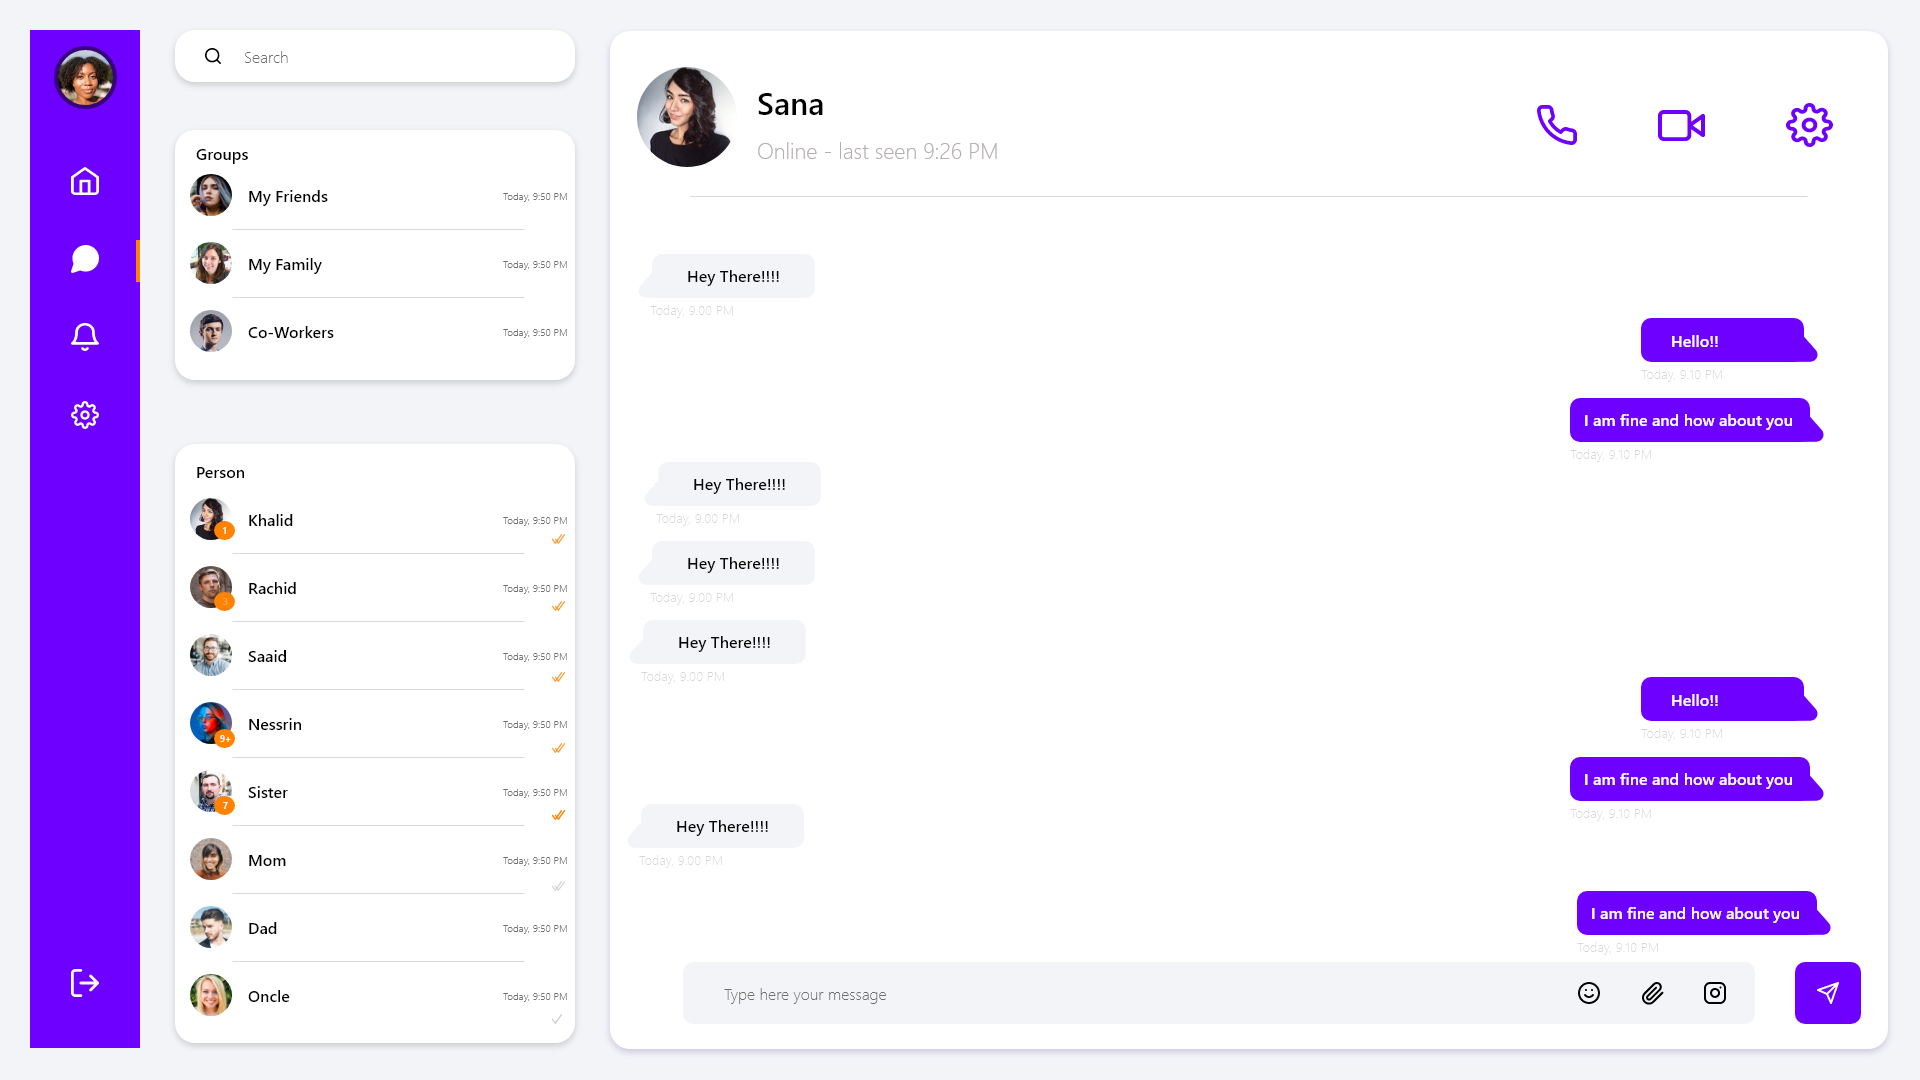 Search
Groups
My Friends Today, 9:50 PM
My Family Today, 9:50 PM
Co-Workers Today, 9:50 PM
Person
Khalid Today, 9:50 PM
1
Rachid Today, 9:50 PM
3
Saaid Today, 9:50 PM
Nessrin Today, 9:50 PM
9+
Sister Today, 9:50 PM
7
Mom Today, 9:50 PM
Dad Today, 9:50 PM
Oncle Today, 9:50 PM
Sana
Online - last seen 9:26 PM
Hey There!!!!
Today, 9.00 PM
Hello!!
Today, 9.10 PM
I am fine and how about you
Today, 9.10 PM
Hey There!!!!
Today, 9.00 PM
Hey There!!!!
Today, 9.00 PM
Hey There!!!!
Today, 9.00 PM
Hello!!
Today, 9.10 PM
I am fine and how about you
Today, 9.10 PM
Hey There!!!!
Today, 9.00 PM
I am fine and how about you
Today, 9.10 PM
Type here your message